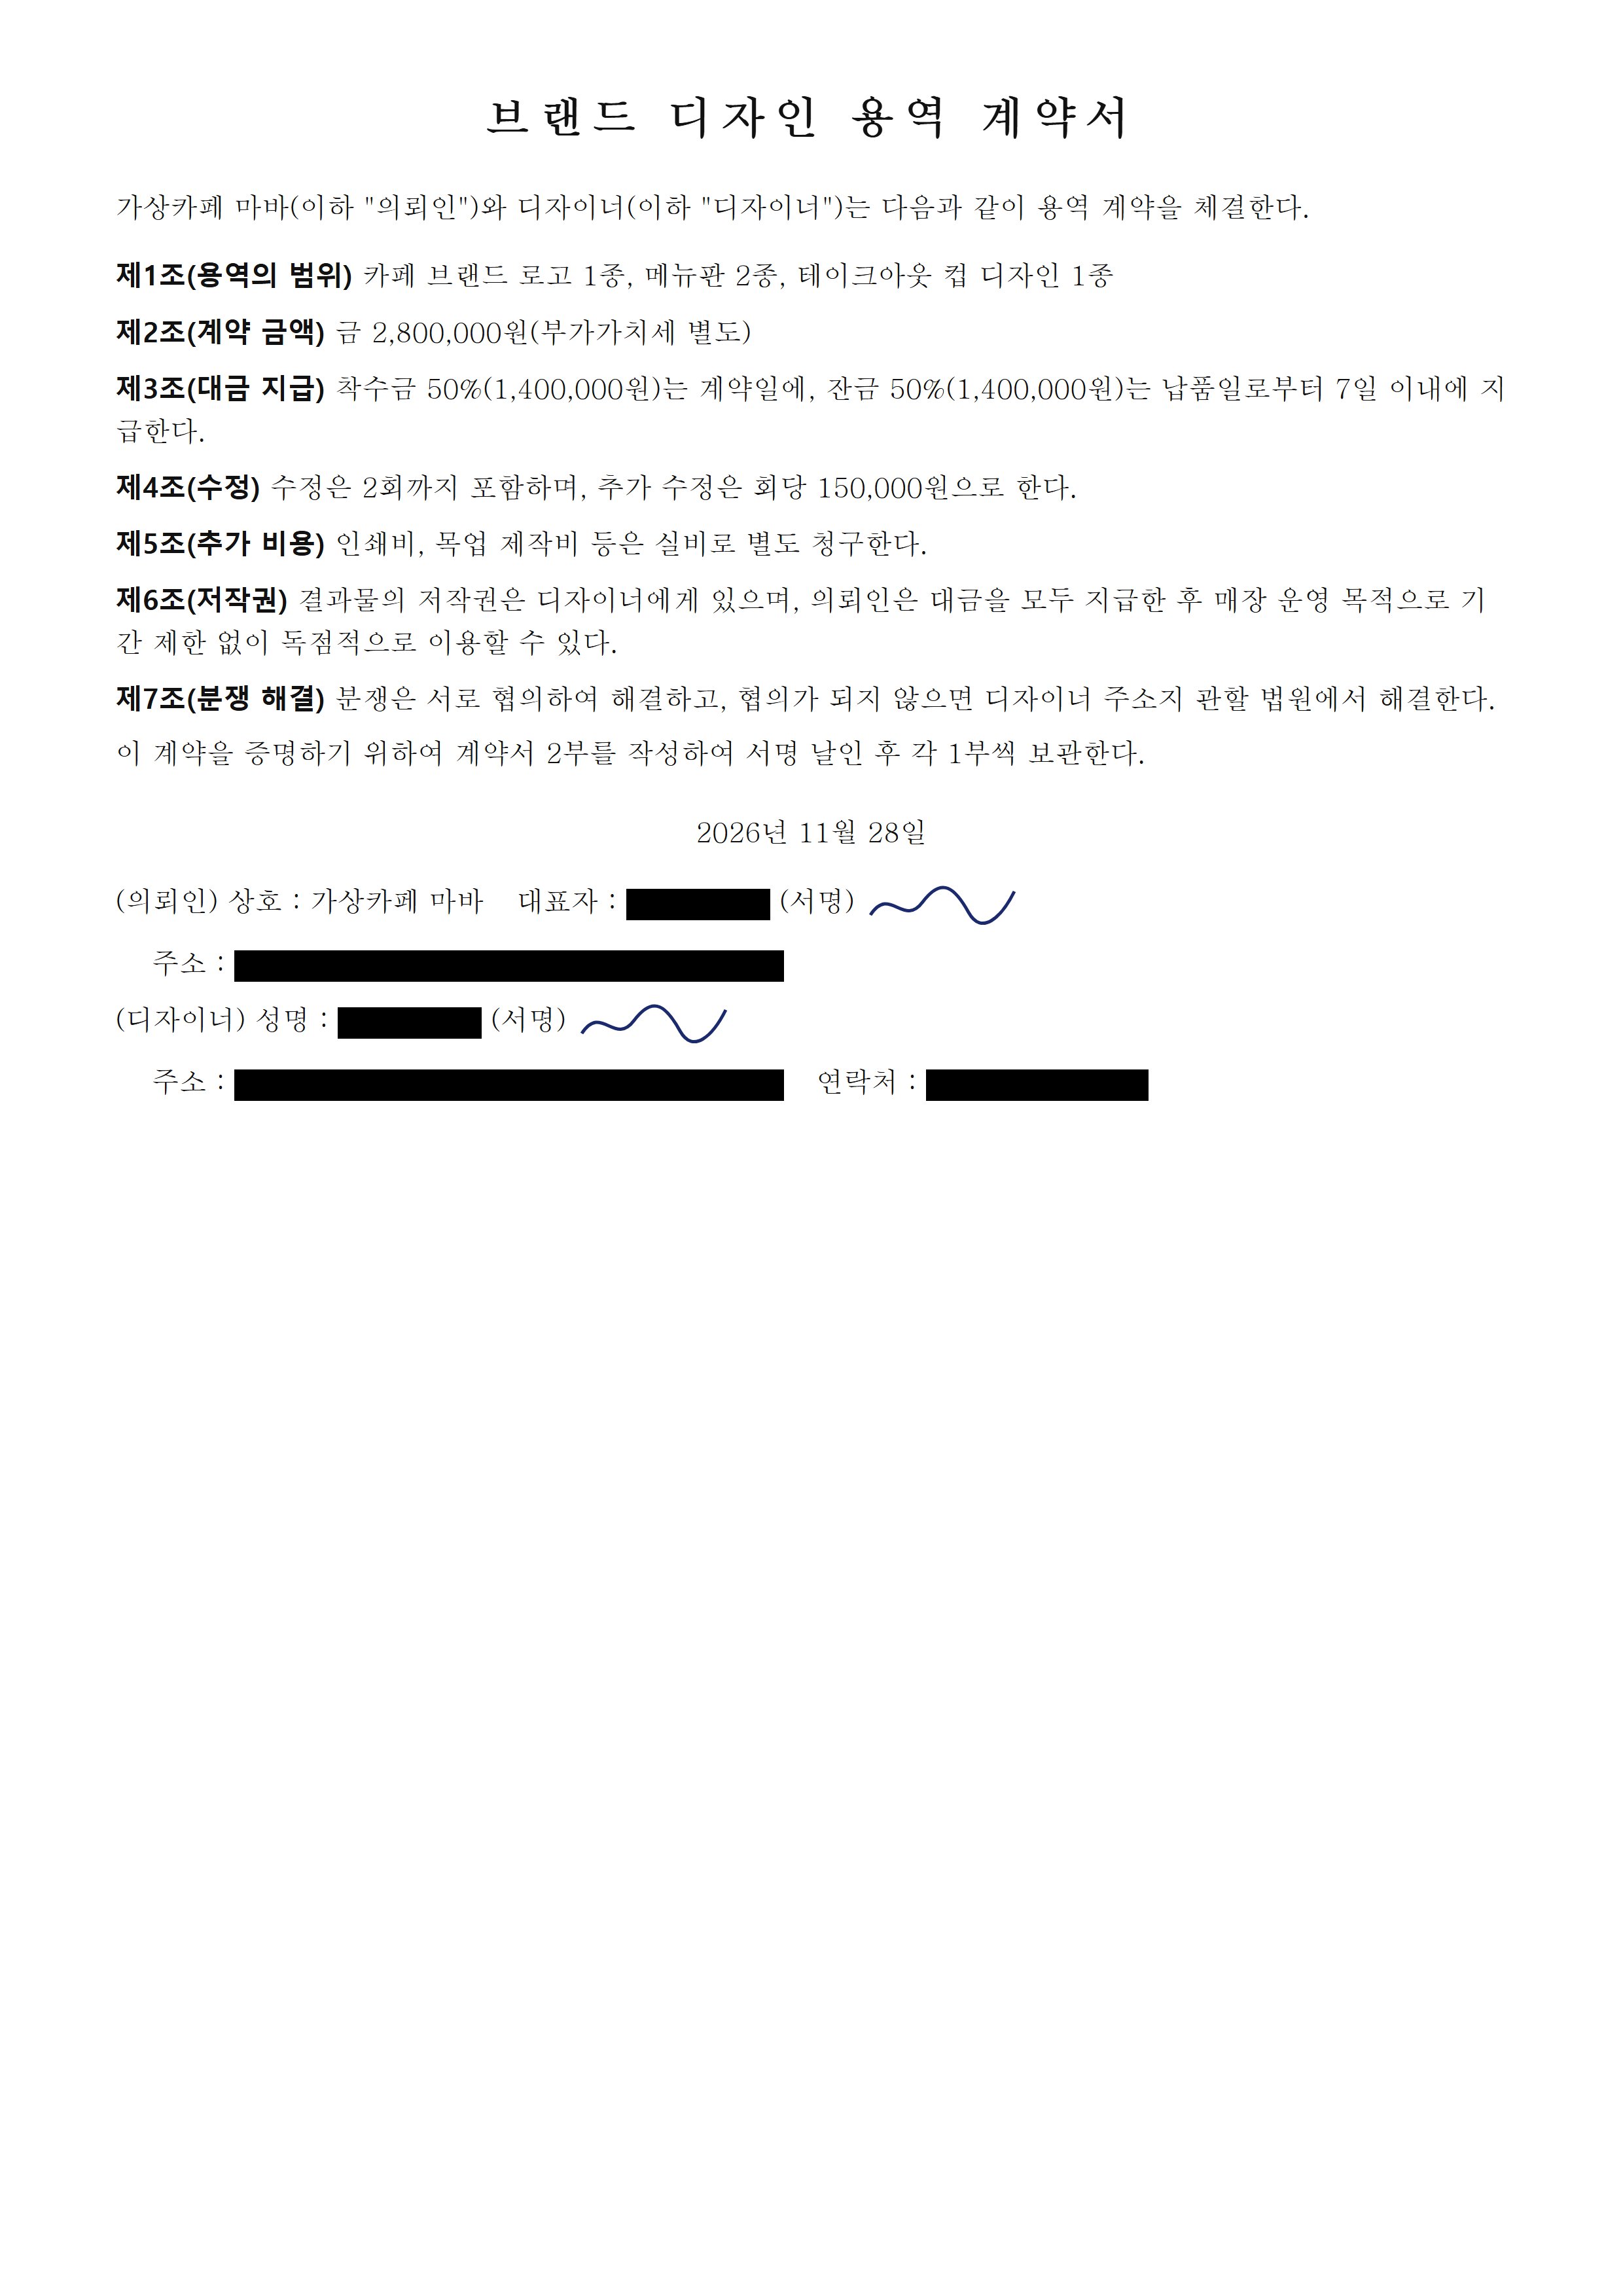 브랜드 디자인 용역 계약서
가상카페 마바(이하 "의뢰인")와 디자이너(이하 "디자이너")는 다음과 같이 용역 계약을 체결한다.
제1조(용역의 범위) 카페 브랜드 로고 1종, 메뉴판 2종, 테이크아웃 컵 디자인 1종
제2조(계약 금액) 금 2,800,000원(부가가치세 별도)
제3조(대금 지급) 착수금 50%(1,400,000원)는 계약일에, 잔금 50%(1,400,000원)는 납품일로부터 7일 이내에 지
급한다.
제4조(수정) 수정은 2회까지 포함하며, 추가 수정은 회당 150,000원으로 한다.
제5조(추가 비용) 인쇄비, 목업 제작비 등은 실비로 별도 청구한다.
제6조(저작권) 결과물의 저작권은 디자이너에게 있으며, 의뢰인은 대금을 모두 지급한 후 매장 운영 목적으로 기
간 제한 없이 독점적으로 이용할 수 있다.
제7조(분쟁 해결) 분쟁은 서로 협의하여 해결하고, 협의가 되지 않으면 디자이너 주소지 관할 법원에서 해결한다.
이 계약을 증명하기 위하여 계약서 2부를 작성하여 서명 날인 후 각 1부씩 보관한다.
2026년 11월 28일
(의뢰인) 상호 : 가상카페 마바 대표자 : (서명)
주소 :
(디자이너) 성명 : (서명)
주소 : 연락처 :